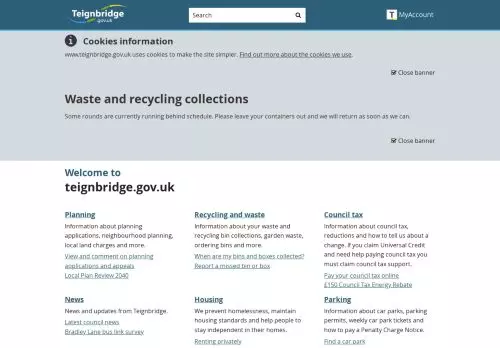 Teignbridge
.gov.uk
Search
T MyAccount
Cookies information
www.teignbridge.gov.uk uses cookies to make the site simpler. Find out more about the cookies we use.
Close banner
Waste and recycling collections
Some rounds are currently running behind schedule. Please leave your containers out and we will return as soon as we can.
Close banner
Welcome to
teignbridge.gov.uk
Planning
Information about planning
applications, neighbourhood planning,
local land charges and more.
View and comment on planning
applications and appeals
Local Plan Review 2040
Recycling and waste
Information about your waste and
recycling bin collections, garden waste,
ordering bins and more.
When are my bins and boxes collected?
Report a missed bin or box
Council tax
Information about council tax,
reductions and how to tell us about a
change. If you claim Universal Credit
and need help paying council tax you
must claim council tax support.
Pay your council tax online
£150 Council Tax Energy Rebate
News
News and updates from Teignbridge.
Latest council news
Bradley Lane bus link survey
Housing
We prevent homelessness, maintain
housing standards and help people to
stay independent in their homes.
Renting privately
Parking
Information about car parks, parking
permits, weekly car park tickets and
how to pay a Penalty Charge Notice.
Find a car park